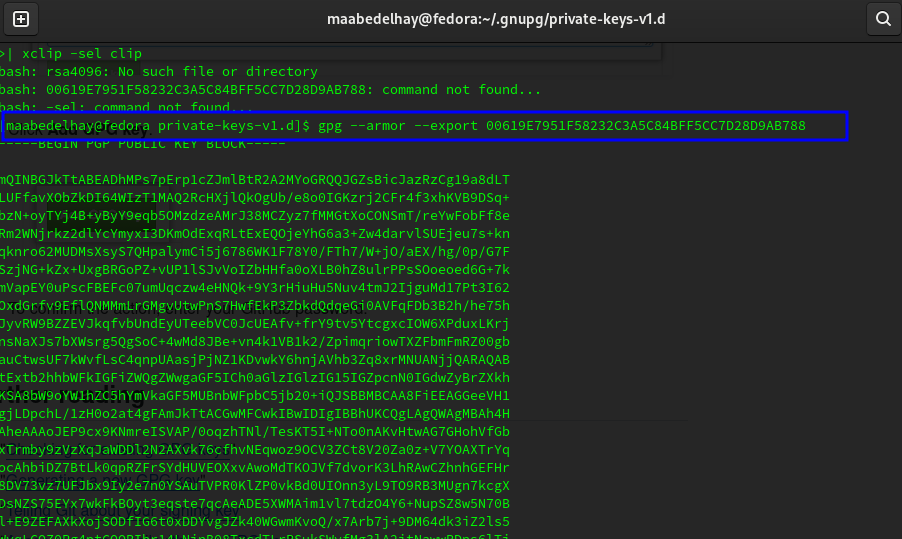 maabedelhay@fedora:~/.gnupg/private-keys-v1.d
>| xclip -sel clip
bash: rsa4096: No such file or directory
bash: 00619E7951F58232C3A5C84BFF5CC7D28D9AB788: command not found...
bash: -sel: command not found...
[maabedelhay@fedora private-keys-v1.d]$ gpg --armor --export 00619E7951F58232C3A5C84BFF5CC7D28D9AB788
-----BEGIN PGP PUBLIC KEY BLOCK-----
mQINBGJkTtABEADhMPs7pErp1cZJmlBtR2A2MYoGRQQJGZsBicJazRzCg19a8dLT
LUFfavXObZkDI64WIzT1MAQ2RcHXjlQkOgUb/e8o0IGKzrj2CFr4f3xhKVB9DSq+
bzN+oyTYj4B+yByY9eqb5OMzdzeAMrJ38MCZyz7fMMGtXoCONSmT/reYwFobFf8e
Rm2WNjrkz2dlYcYmyxI3DKmOdExqRLtExEQOjeYhG6a3+Zw4darvlSUEjeu7s+kn
qknro62MUDMsXsyS7QHpalymCi5j6786WK1F78Y0/FTh7/W+jO/aEX/hg/0p/G7F
SzjNG+kZx+UxgBRGoPZ+vUP1lSJvVoIZbHHfa0oXLB0hZ8ulrPPsSOoeoed6G+7k
mVapEY0uPscFBEFc07umUqczw4eHNQk+9Y3rHiuHu5Nuv4tmJ2IjguMd17Pt3I62
OxdGrfv9EflQNMMmLrGMgvUtwPnS7HwfEkP3ZbkdQdqeGi0AVFqFDb3B2h/he75h
JyvRW9BZZEVJkqfvbUndEyUTeebVC0JcUEAfv+frY9tv5YtcgxcIOW6XPduxLKrj
nsNaXJs7bXWsrg5QgSoC+4wMd8JBe+vn4k1VB1k2/ZpimqriowTXZFbmFmRZ00gb
auCtwsUF7kWvfLsC4qnpUAasjPjNZ1KDvwkY6hnjAVhb3Zq8xrMNUANjjQARAQAB
tExtb2hhbWFkIGFiZWQgZWwgaGF5ICh0aGlzIGlzIG15IGZpcnN0IGdwZyBrZXkh
KSA8bW9oYW1hZC5hYmVkaGF5MUBnbWFpbC5jb20+iQJSBBMBCAA8FiEEAGGeeVH1
gjLDpchL/1zH0o2at4gFAmJkTtACGwMFCwkIBwIDIgIBBhUKCQgLAgQWAgMBAh4H
AheAAAoJEP9cx9KNmreISVAP/0oqzhTNl/TesKT5I+NTo0nAKvHtwAG7GHohVfGb
xTrmby9zVzXqJaWDDl2N2AXvk76cfhvNEqwoz9OCV3ZCt8V20Za0z+V7YOAXTrYq
ocAhbiDZ7BtLk0qpRZFrSYdHUVEOXxvAwoMdTKOJVf7dvorK3LhRAwCZhnhGEFHr
8DV73vz7UFJbx9Iy2e7n0YSAuTVPR0KlZP0vkBd0UIOnn3yL9TO9RB3MUgn7kcgX
DsNZS75EYx7wkFkBOyt3eqste7qcAeADE5XWMAim1vl7tdzO4Y6+NupSZ8w5N70B
l+E9ZEFAXkXojSODfIG6t0xDDYvgJZk40WGwmKvoQ/x7Arb7j+9DM64dk3iZ2ls5